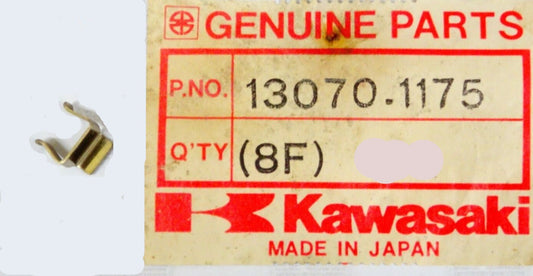 GENUINE PARTS
P.NO. 13070.1175
Q'TY (8F)
Kawasaki
MADE IN JAPAN